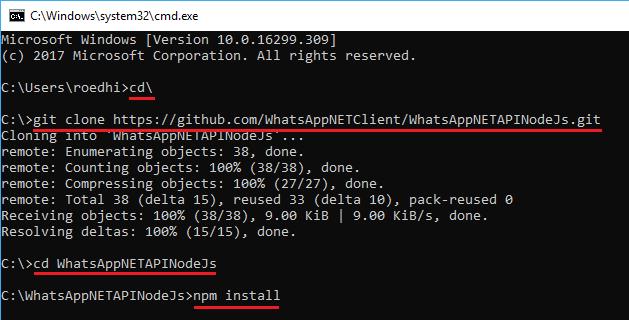 C:\Windows\system32\cmd.exe
Microsoft Windows [Version 10.0.16299.309]
(c) 2017 Microsoft Corporation. All rights reserved.
C:\Users\roedhi>cd\
C:\>git clone https://github.com/WhatsAppNETClient/WhatsAppNETAPINodeJs.git
Cloning into `WhatsAppNETAPINodeJs`...
remote: Enumerating objects: 38, done.
remote: Counting objects: 100% (38/38), done.
remote: Compressing objects: 100% (27/27), done.
remote: Total 38 (delta 15), reused 33 (delta 10), pack-reused 0
Receiving objects: 100% (38/38), 9.00 KiB | 9.00 KiB/s, done.
Resolving deltas: 100% (15/15), done.
C:\>cd WhatsAppNETAPINodeJs
C:\WhatsAppNETAPINodeJs>npm install